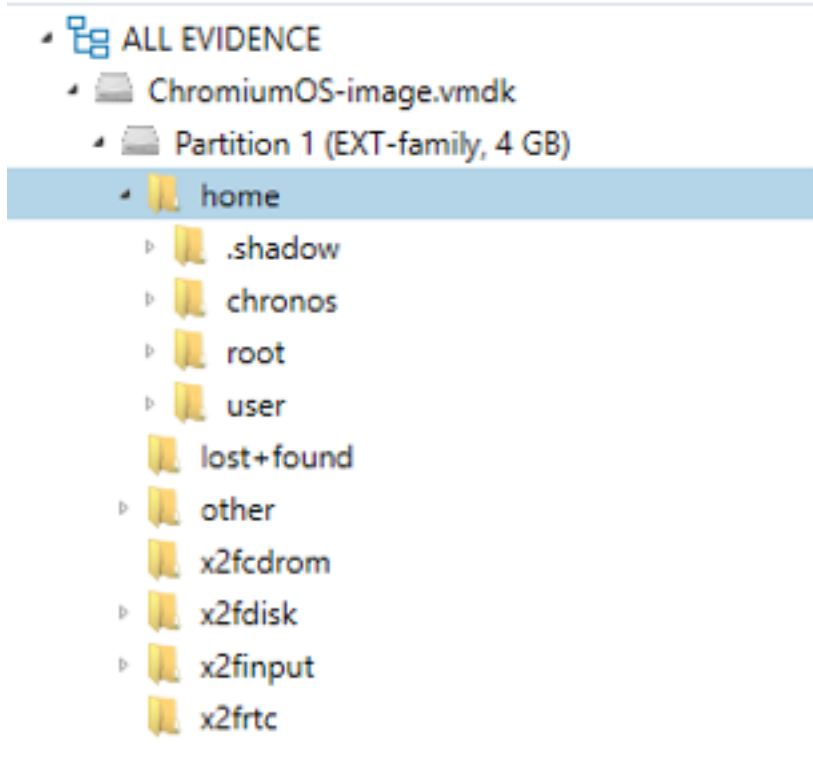 ALL EVIDENCE
ChromiumOS-image.vmdk
Partition 1 (EXT-family, 4 GB)
home
.shadow
chronos
root
user
lost+found
other
x2fcdrom
x2fdisk
x2finput
x2frtc